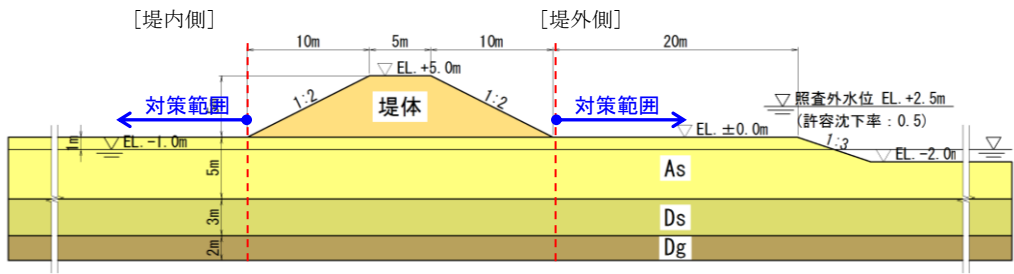 [堤内側]
[堤外側]
10m
5m
10m
20m
EL.+5.0m
1:2
堤体
1:2
対策範囲
対策範囲
照査外水位 EL.+2.5m
(許容沈下率:0.5)
EL.±0.0m
1m
EL.-1.0m
1:3
EL.-2.0m
5m
As
3m
Ds
2m
Dg